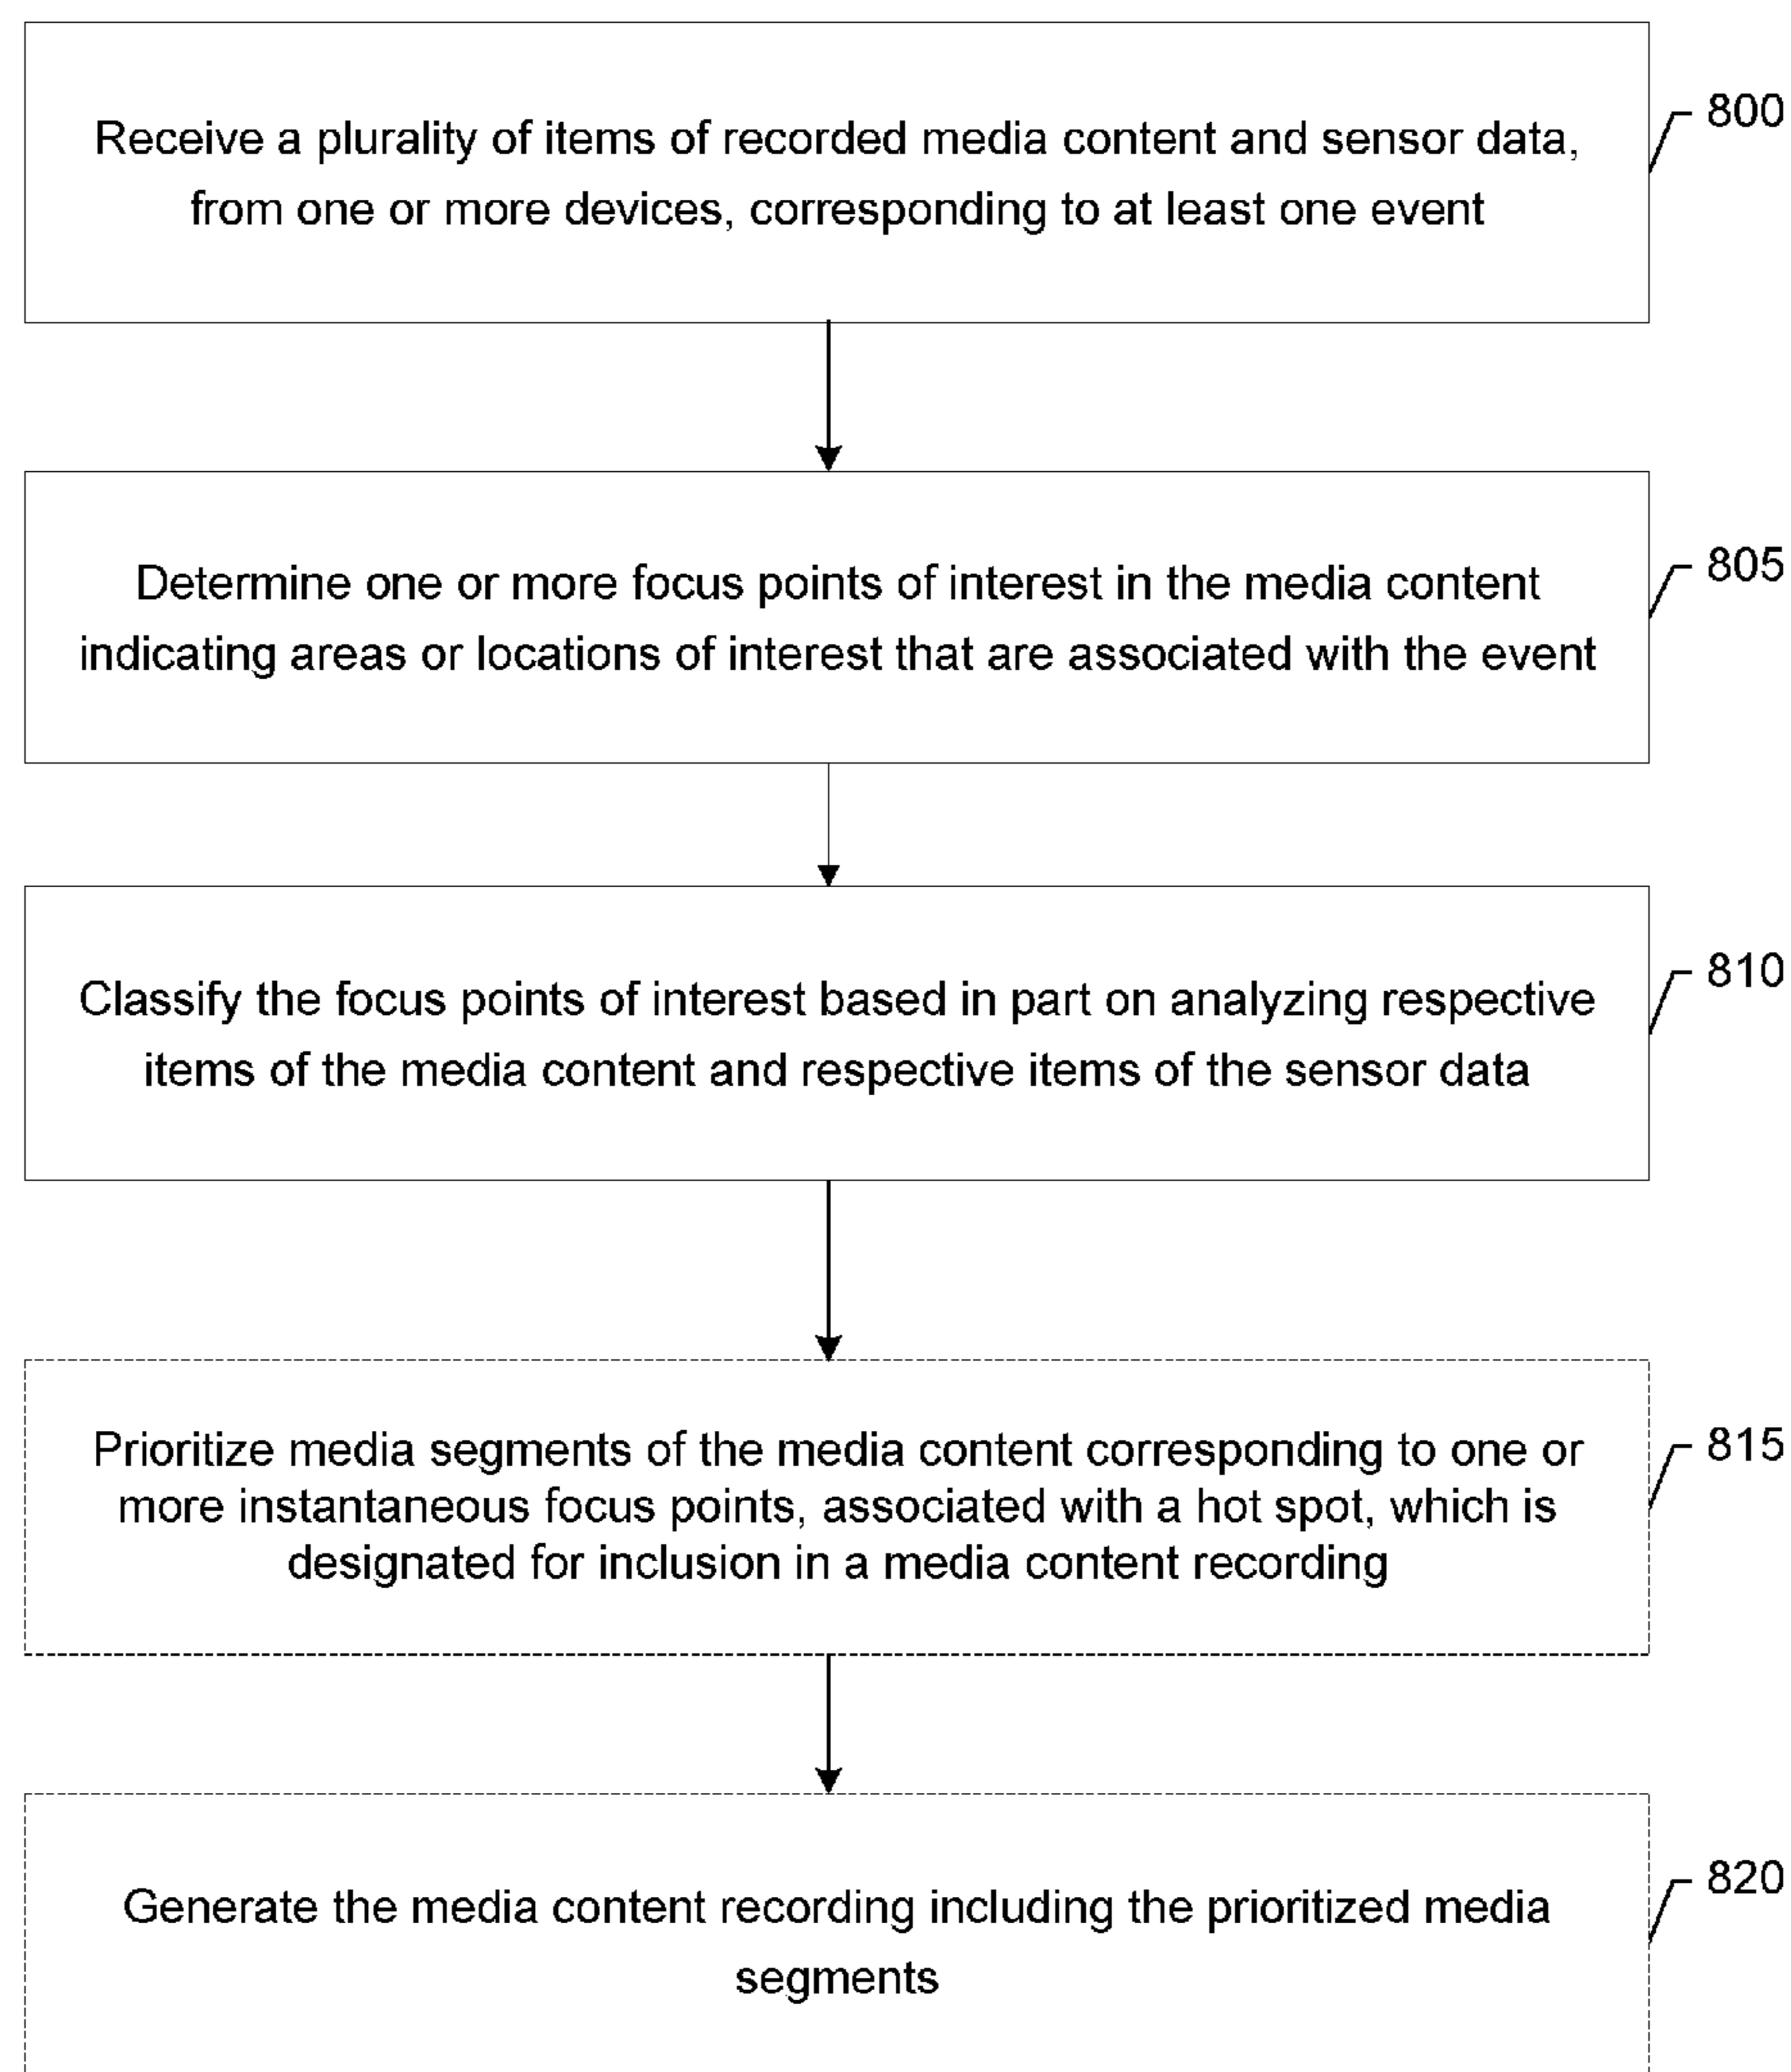 Receive a plurality of items of recorded media content and sensor data,
from one or more devices, corresponding to at least one event
800
Determine one or more focus points of interest in the media content
indicating areas or locations of interest that are associated with the event
805
Classify the focus points of interest based in part on analyzing respective
items of the media content and respective items of the sensor data
810
Prioritize media segments of the media content corresponding to one or
more instantaneous focus points, associated with a hot spot, which is
designated for inclusion in a media content recording
815
Generate the media content recording including the prioritized media
segments
820